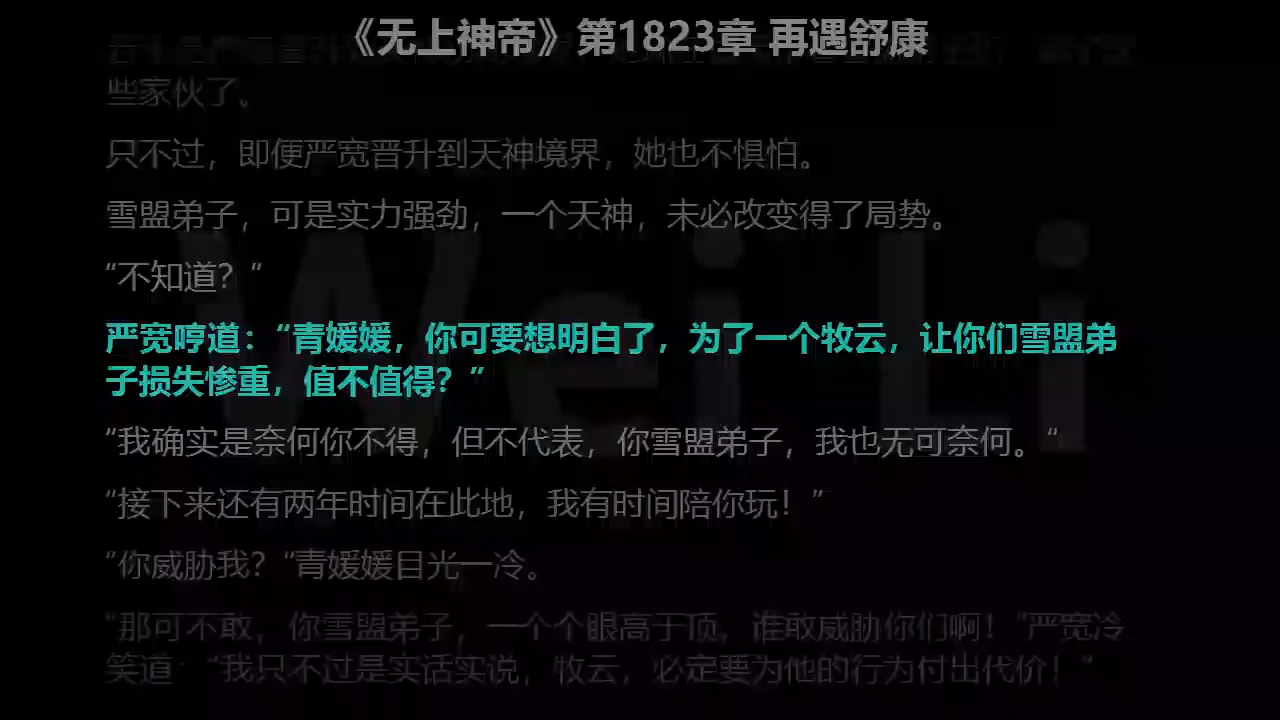 《无上神帝》第1823章 再遇舒康
些家伙了。
只不过，即便严宽晋升到天神境界，她也不惧怕。
雪盟弟子，可是实力强劲，一个天神，未必改变得了局势。
“不知道？”
严宽哼道：“青媛媛，你可要想明白了，为了一个牧云，让你们雪盟弟
子损失惨重，值不值得？”
“我确实是奈何你不得，但不代表，你雪盟弟子，我也无可奈何。“
“接下来还有两年时间在此地，我有时间陪你玩！”
“你威胁我？“青媛媛目光一冷。
“那可不敢，你雪盟弟子，一个个眼高于顶，谁敢威胁你们啊！”严宽冷
笑道：“我只不过是实话实说，牧云，必定要为他的行为付出代价！”
Wei Li